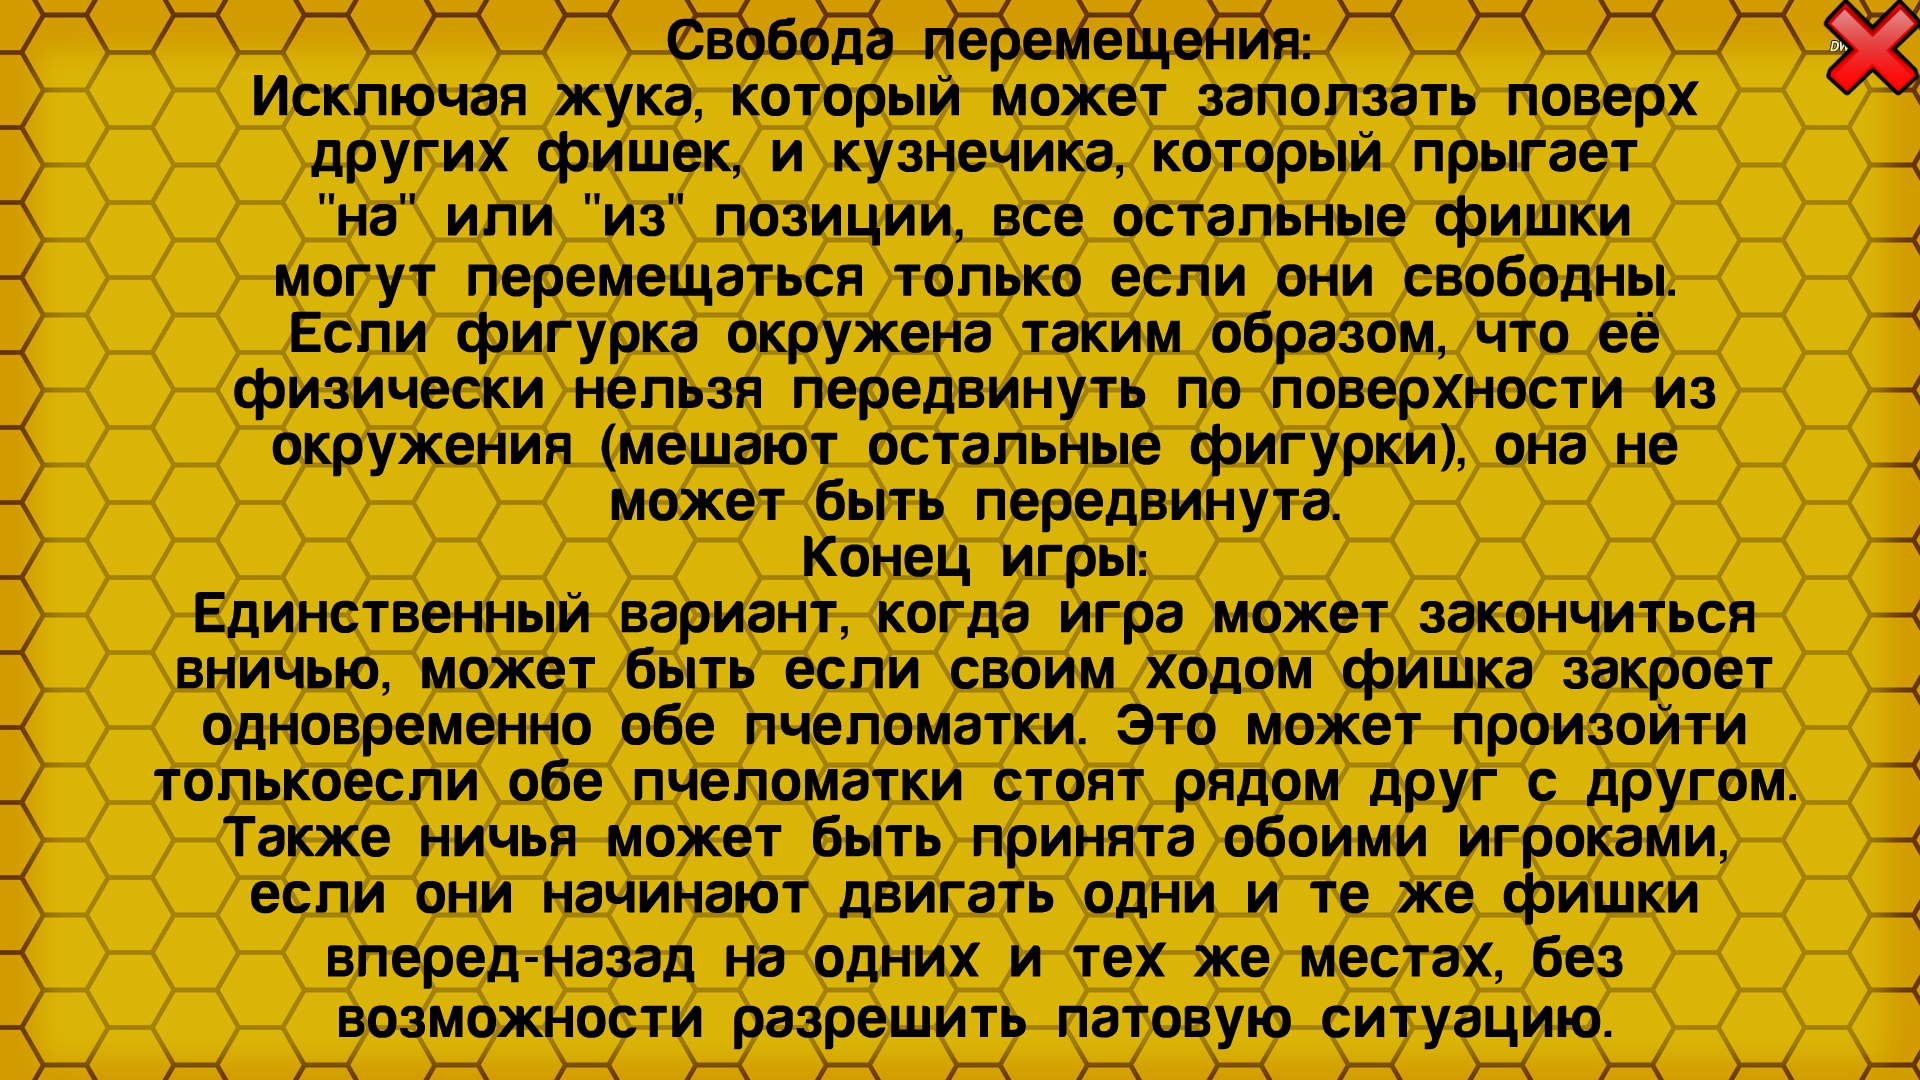 Свобода перемещения:
Исключая жука, который может заползать поверх
других фишек, и кузнечика, который прыгает
"на" или "из" позиции, все остальные фишки
могут перемещаться только если они свободны.
Если фигурка окружена таким образом, что её
физически нельзя передвинуть по поверхности из
окружения (мешают остальные фигурки), она не
может быть передвинута.
Конец игры:
Единственный вариант, когда игра может закончиться
вничью, может быть если своим ходом фишка закроет
одновременно обе пчеломатки. Это может произойти
толькоесли обе пчеломатки стоят рядом друг с другом.
Также ничья может быть принята обоими игроками,
если они начинают двигать одни и те же фишки
вперед-назад на одних и тех же местах, без
возможности разрешить патовую ситуацию.